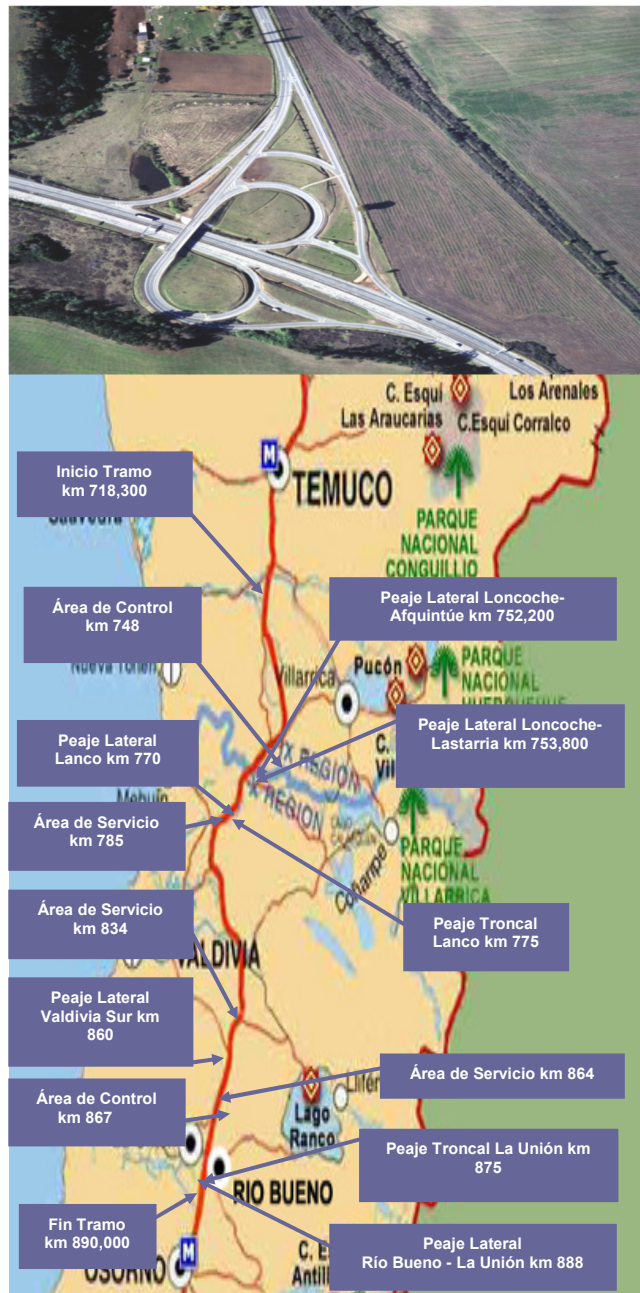 C. Esquí
Las Araucarias
Los Arenales
C.Esquí Corralco
M
TEMUCO
PARQUE
NACIONAL
CONGUILLIO
Inicio Tramo
km 718,300
Área de Control
km 748
Peaje Lateral Loncoche-
Afquintúe km 752,200
Villarrica
Pucón
PARQUE
NACIONAL
Peaje Lateral
Lanco km 770
IX REGION
X REGION
Peaje Lateral Loncoche-
Lastarria km 753,800
C.
Área de Servicio
km 785
Coñaripe
PARQUE
NACIONAL
VILLARRICA
Área de Servicio
km 834
VALDIVIA
Peaje Troncal
Lanco km 775
Peaje Lateral
Valdivia Sur km
860
Área de Servicio km 864
Área de Control
km 867
Lago
Ranco
Peaje Troncal La Unión km
875
RIO BUENO
Fin Tramo
km 890,000
Peaje Lateral
Río Bueno - La Unión km 888
M
OSORNO
C. E
Antill